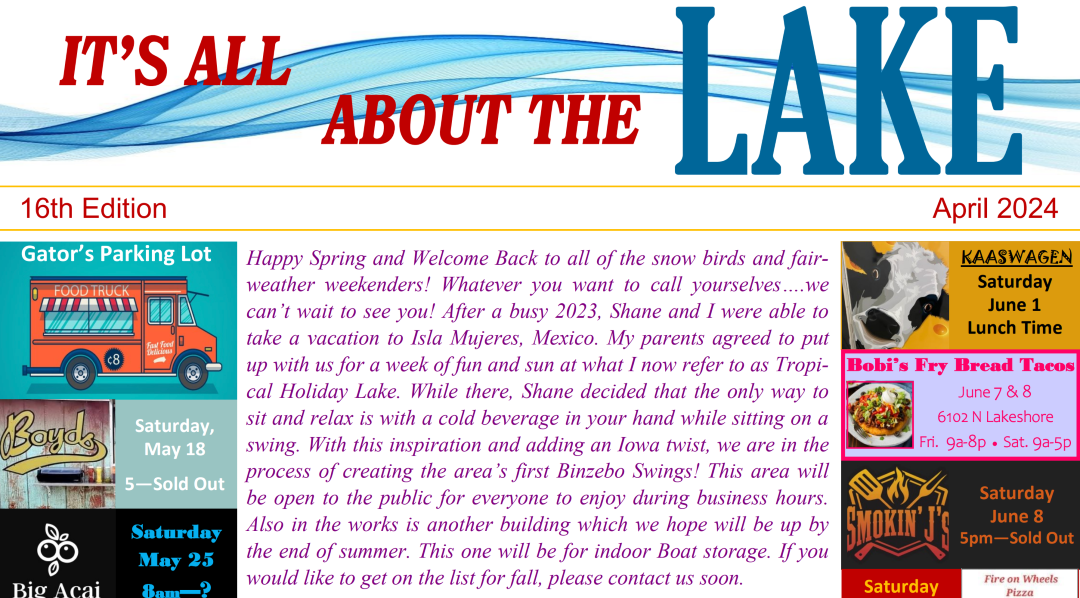 IT'S ALL
ABOUT THE
LAKE
16th Edition
April 2024
Gator's Parking Lot
FOOD TRUCK
Fast Food
Delicious
C8
Boyds
Saturday,
May 18
5—Sold Out
Big Acai
Saturday
May 25
8am—?
Happy Spring and Welcome Back to all of the snow birds and fair-
weather weekenders! Whatever you want to call yourselves....we
can't wait to see you! After a busy 2023, Shane and I were able to
take a vacation to Isla Mujeres, Mexico. My parents agreed to put
up with us for a week of fun and sun at what I now refer to as Tropi-
cal Holiday Lake. While there, Shane decided that the only way to
sit and relax is with a cold beverage in your hand while sitting on a
swing. With this inspiration and adding an Iowa twist, we are in the
process of creating the area's first Binzebo Swings! This area will
be open to the public for everyone to enjoy during business hours.
Also in the works is another building which we hope will be up by
the end of summer. This one will be for indoor Boat storage. If you
would like to get on the list for fall, please contact us soon.
KAASWAGEN
Saturday
June 1
Lunch Time
Bobi's Fry Bread Tacos
June 7 & 8
6102 N Lakeshore
Fri. 9a-8p • Sat. 9a-5p
SMOKIN' J'S
Saturday
June 8
5pm—Sold Out
Saturday
Fire on Wheels
Pizza